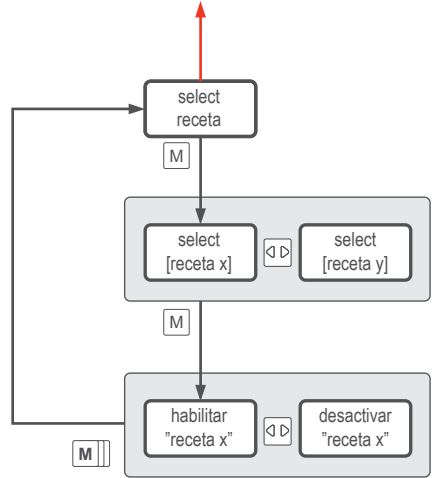 select
receta
M
select
[receta x]
select
[receta y]
M
habilitar
”receta x”
desactivar
”receta x”
M